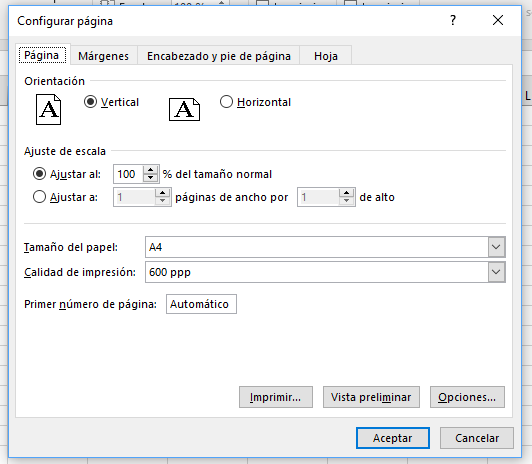 Configurar página
Página Márgenes Encabezado y pie de página Hoja
Orientación
A Vertical A Horizontal
Ajuste de escala
Ajustar al: 100 % del tamaño normal
Ajustar a: 1 páginas de ancho por 1 de alto
Tamaño del papel: A4
Calidad de impresión: 600 ppp
Primer número de página: Automático
Imprimir... Vista preliminar Opciones...
Aceptar Cancelar
L